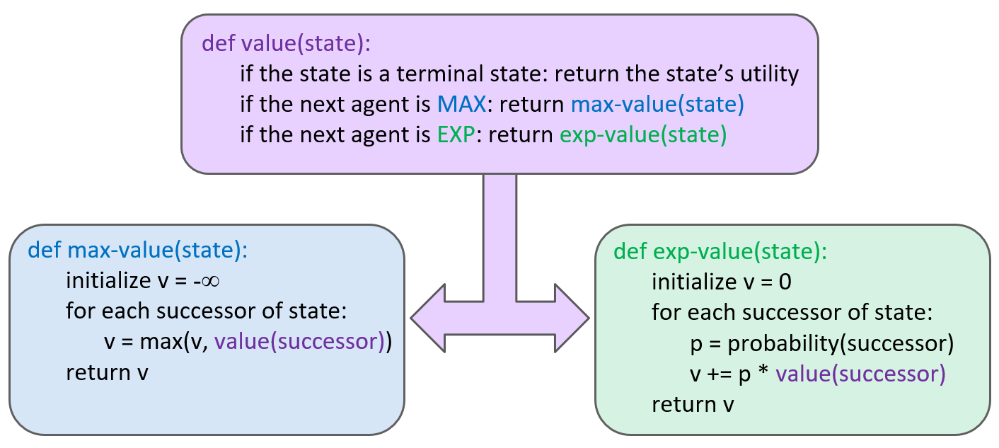 def value(state):
if the state is a terminal state: return the state’s utility
if the next agent is MAX: return max-value(state)
if the next agent is EXP: return exp-value(state)
def max-value(state):
initialize v = -∞
for each successor of state:
v = max(v, value(successor))
return v
def exp-value(state):
initialize v = 0
for each successor of state:
p = probability(successor)
v += p * value(successor)
return v